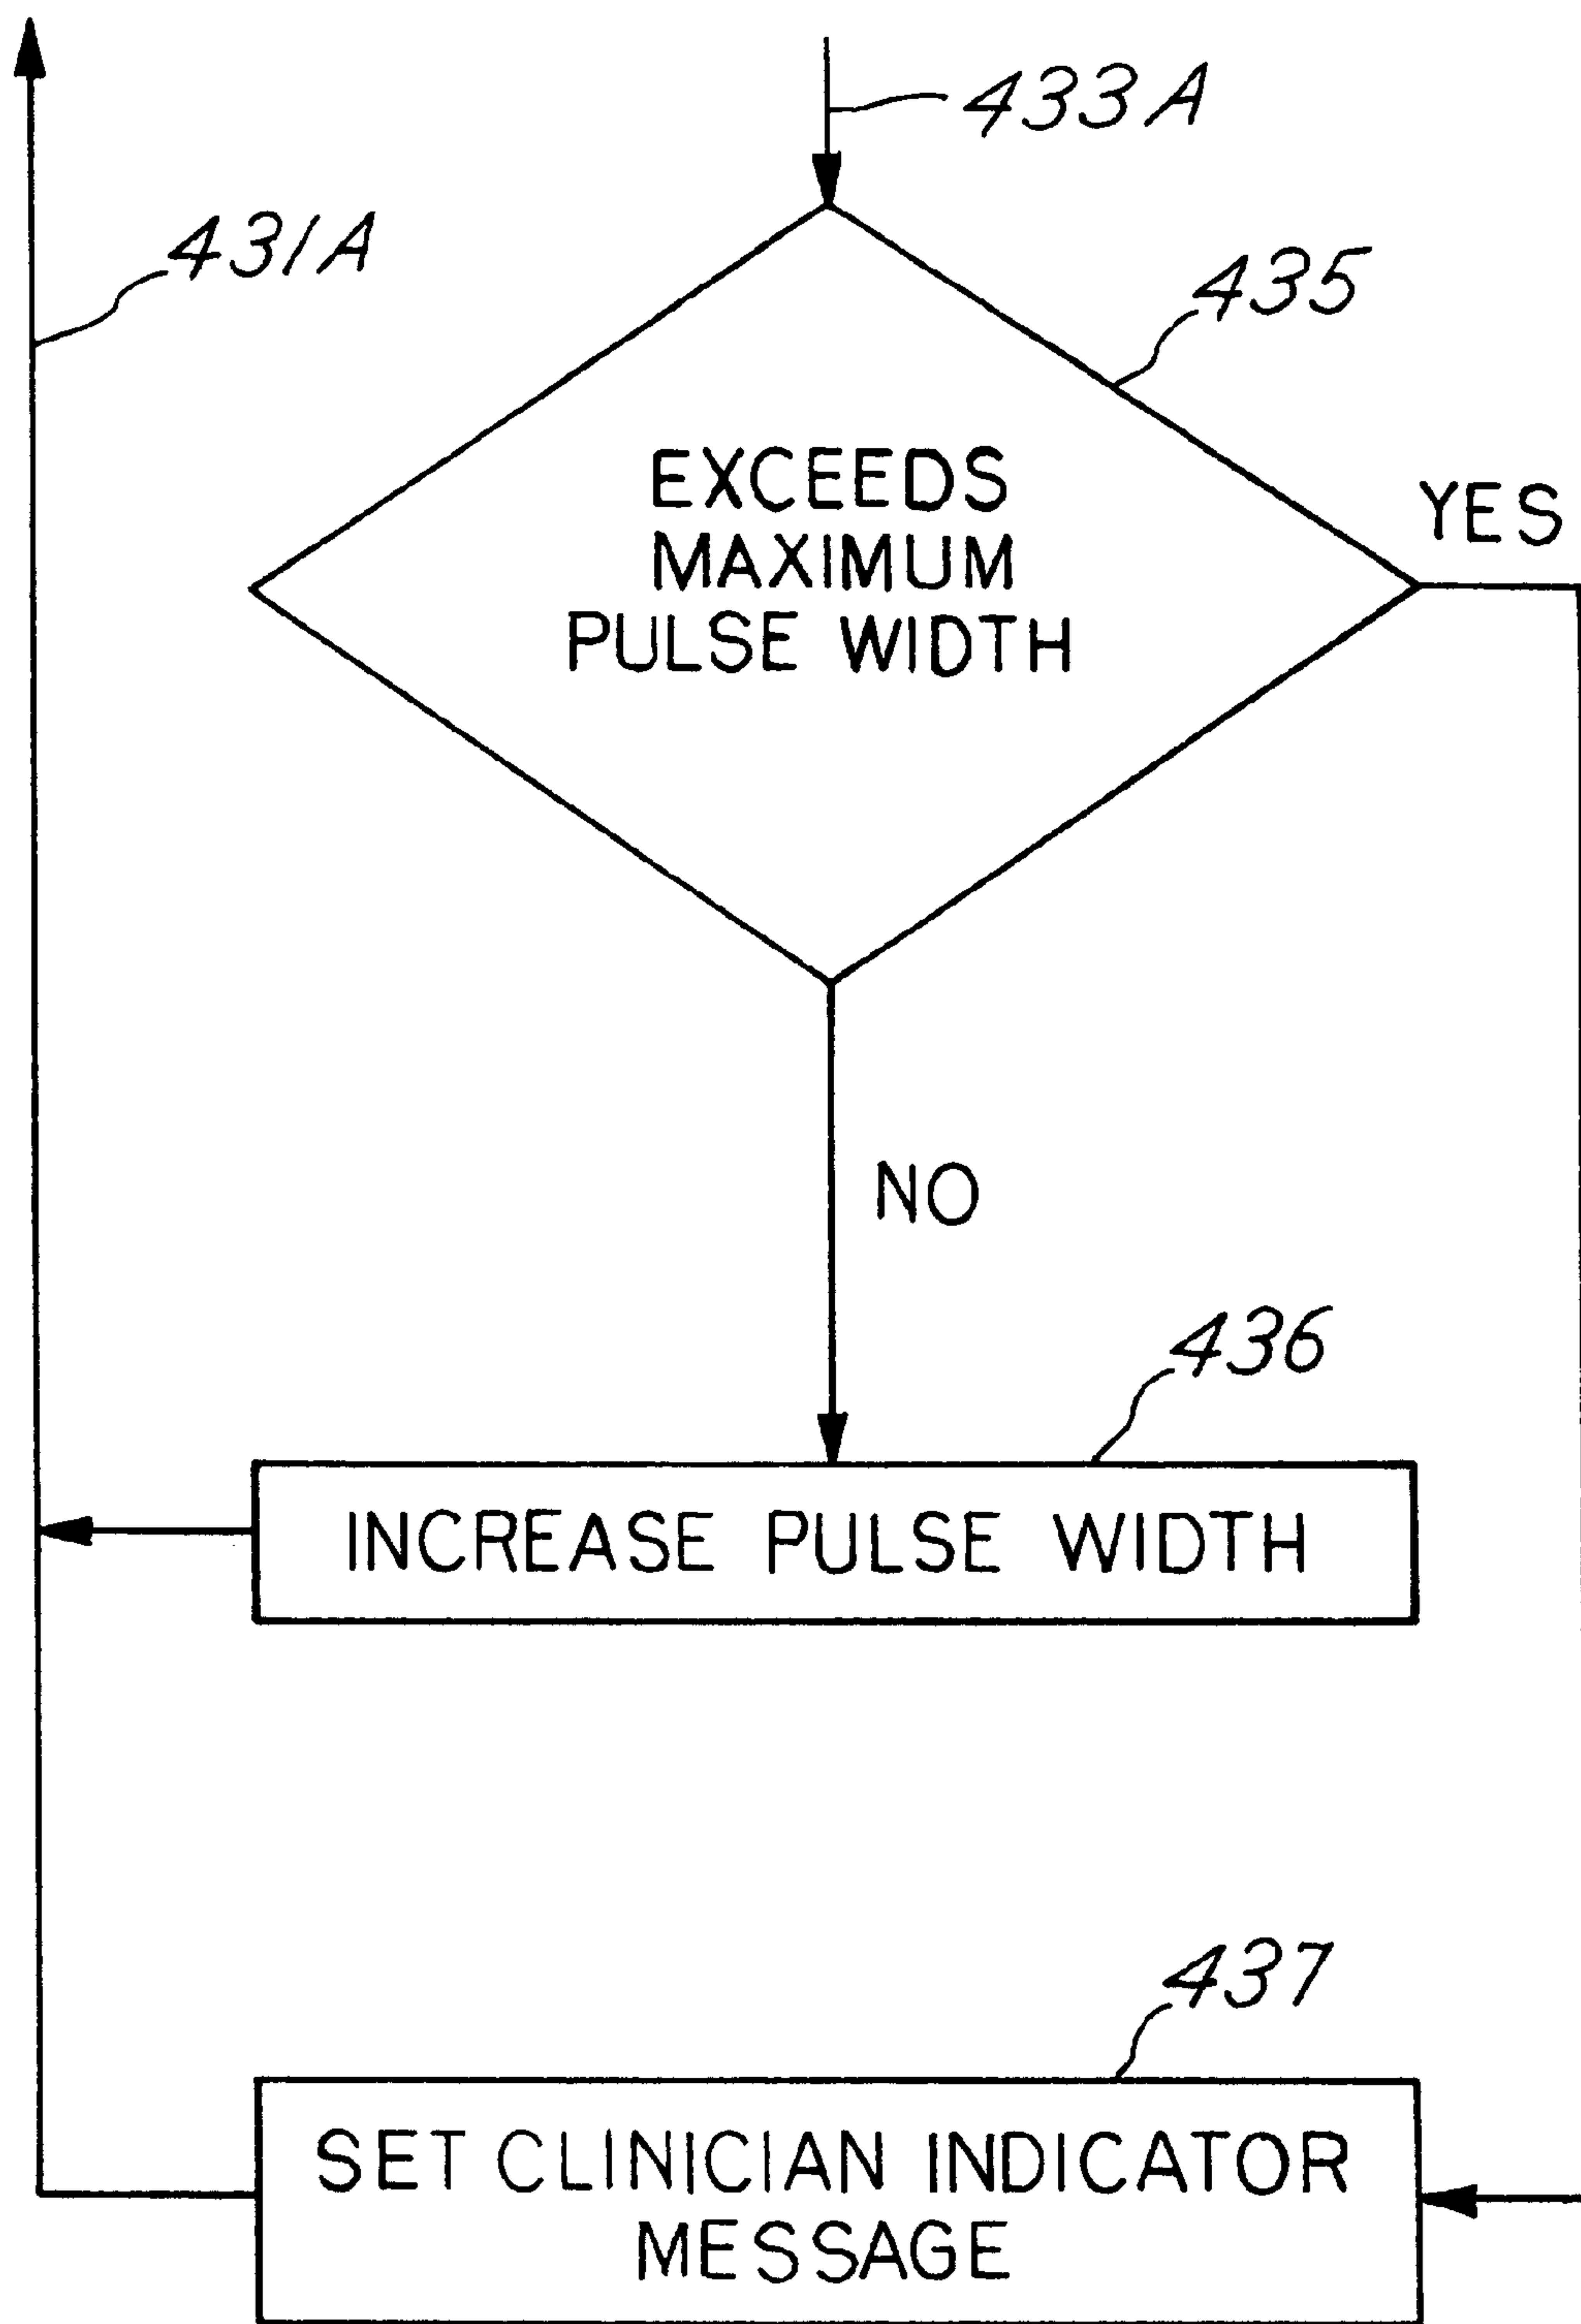 433A
431A
435
EXCEEDS
MAXIMUM
PULSE WIDTH
YES
NO
436
INCREASE PULSE WIDTH
437
SET CLINICIAN INDICATOR
MESSAGE